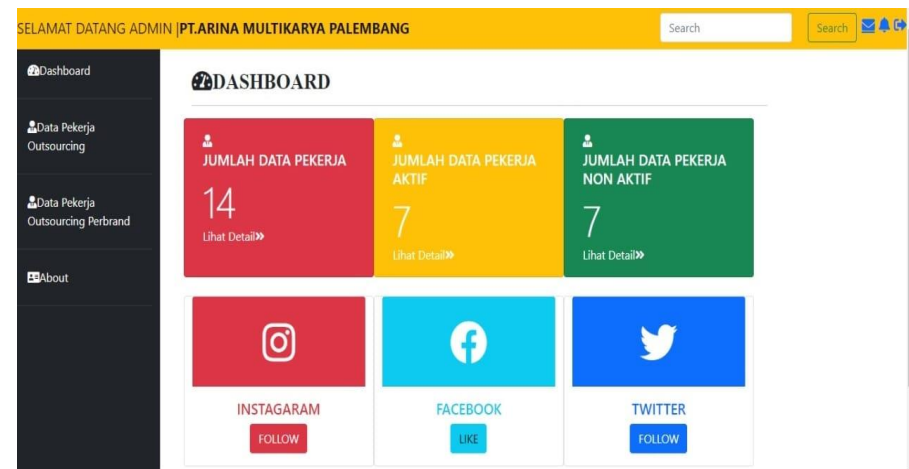 SELAMAT DATANG ADMIN |PT.ARINA MULTIKARYA PALEMBANG
Search
Search
Dashboard
Data Pekerja
Outsourcing
Data Pekerja
Outsourcing Perbrand
About
DASHBOARD
JUMLAH DATA PEKERJA
14
Lihat Detail»
JUMLAH DATA PEKERJA
AKTIF
7
Lihat Detail»
JUMLAH DATA PEKERJA
NON AKTIF
7
Lihat Detail»
INSTAGARAM
FOLLOW
FACEBOOK
LIKE
TWITTER
FOLLOW